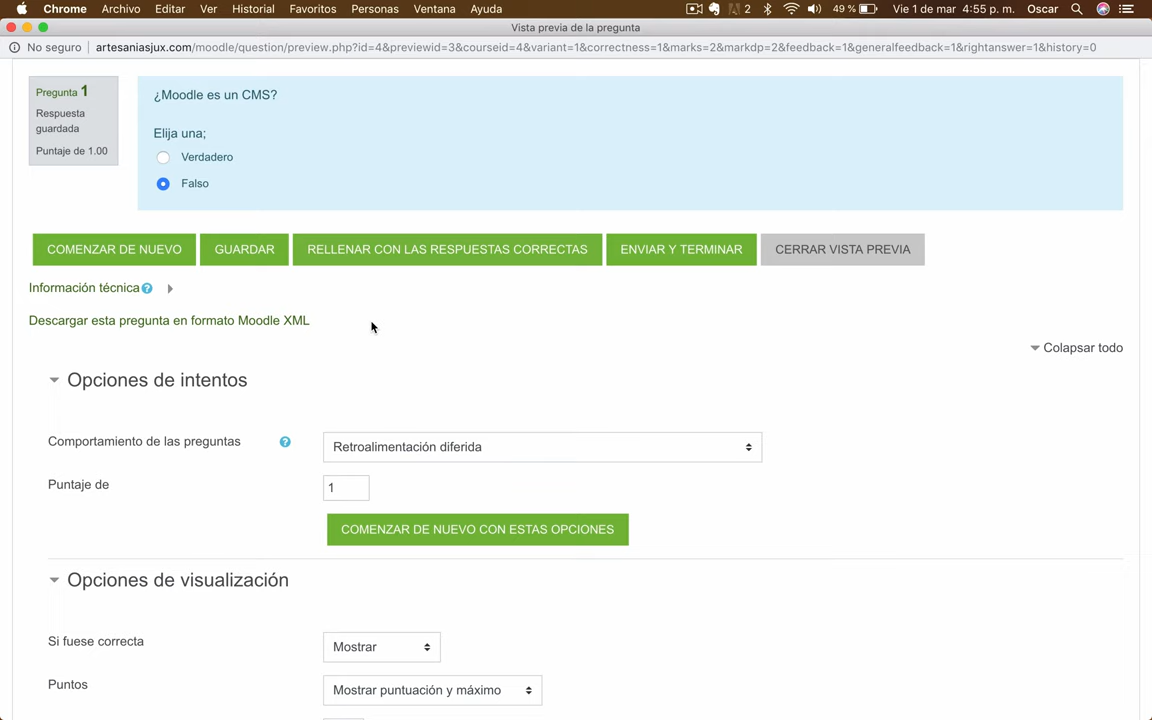 Chrome Archivo Editar Ver Historial Favoritos Personas Ventana Ayuda 2 49 % Vie 1 de mar 4:55 p. m. Oscar
Vista previa de la pregunta
No seguro artesaniasjux.com/moodle/question/preview.php?id=4&previewid=3&courseid=4&variant=1&correctness=1&marks=2&markdp=2&feedback=1&generalfeedback=1&rightanswer=1&history=0
Pregunta 1
Respuesta
guardada
Puntaje de 1.00
¿Moodle es un CMS?
Elija una;
Verdadero
Falso
COMENZAR DE NUEVO GUARDAR RELLENAR CON LAS RESPUESTAS CORRECTAS ENVIAR Y TERMINAR CERRAR VISTA PREVIA
Información técnica ?
Descargar esta pregunta en formato Moodle XML
Colapsar todo
Opciones de intentos
Comportamiento de las preguntas ? Retroalimentación diferida
Puntaje de 1
COMENZAR DE NUEVO CON ESTAS OPCIONES
Opciones de visualización
Si fuese correcta Mostrar
Puntos Mostrar puntuación y máximo